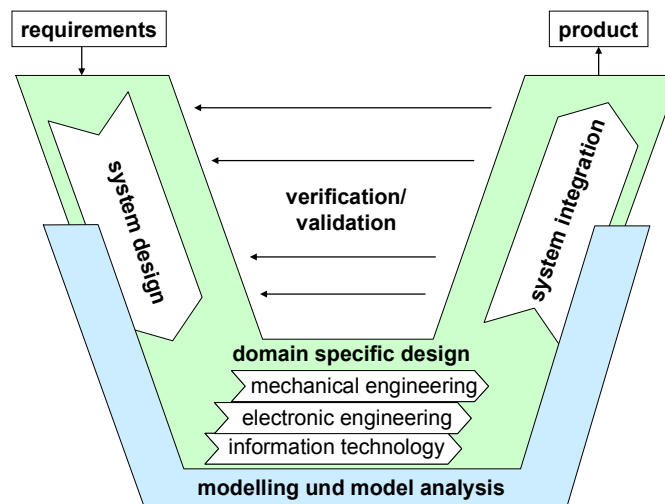 requirements
product
system design
system integration
verification/
validation
domain specific design
mechanical engineering
electronic engineering
information technology
modelling und model analysis